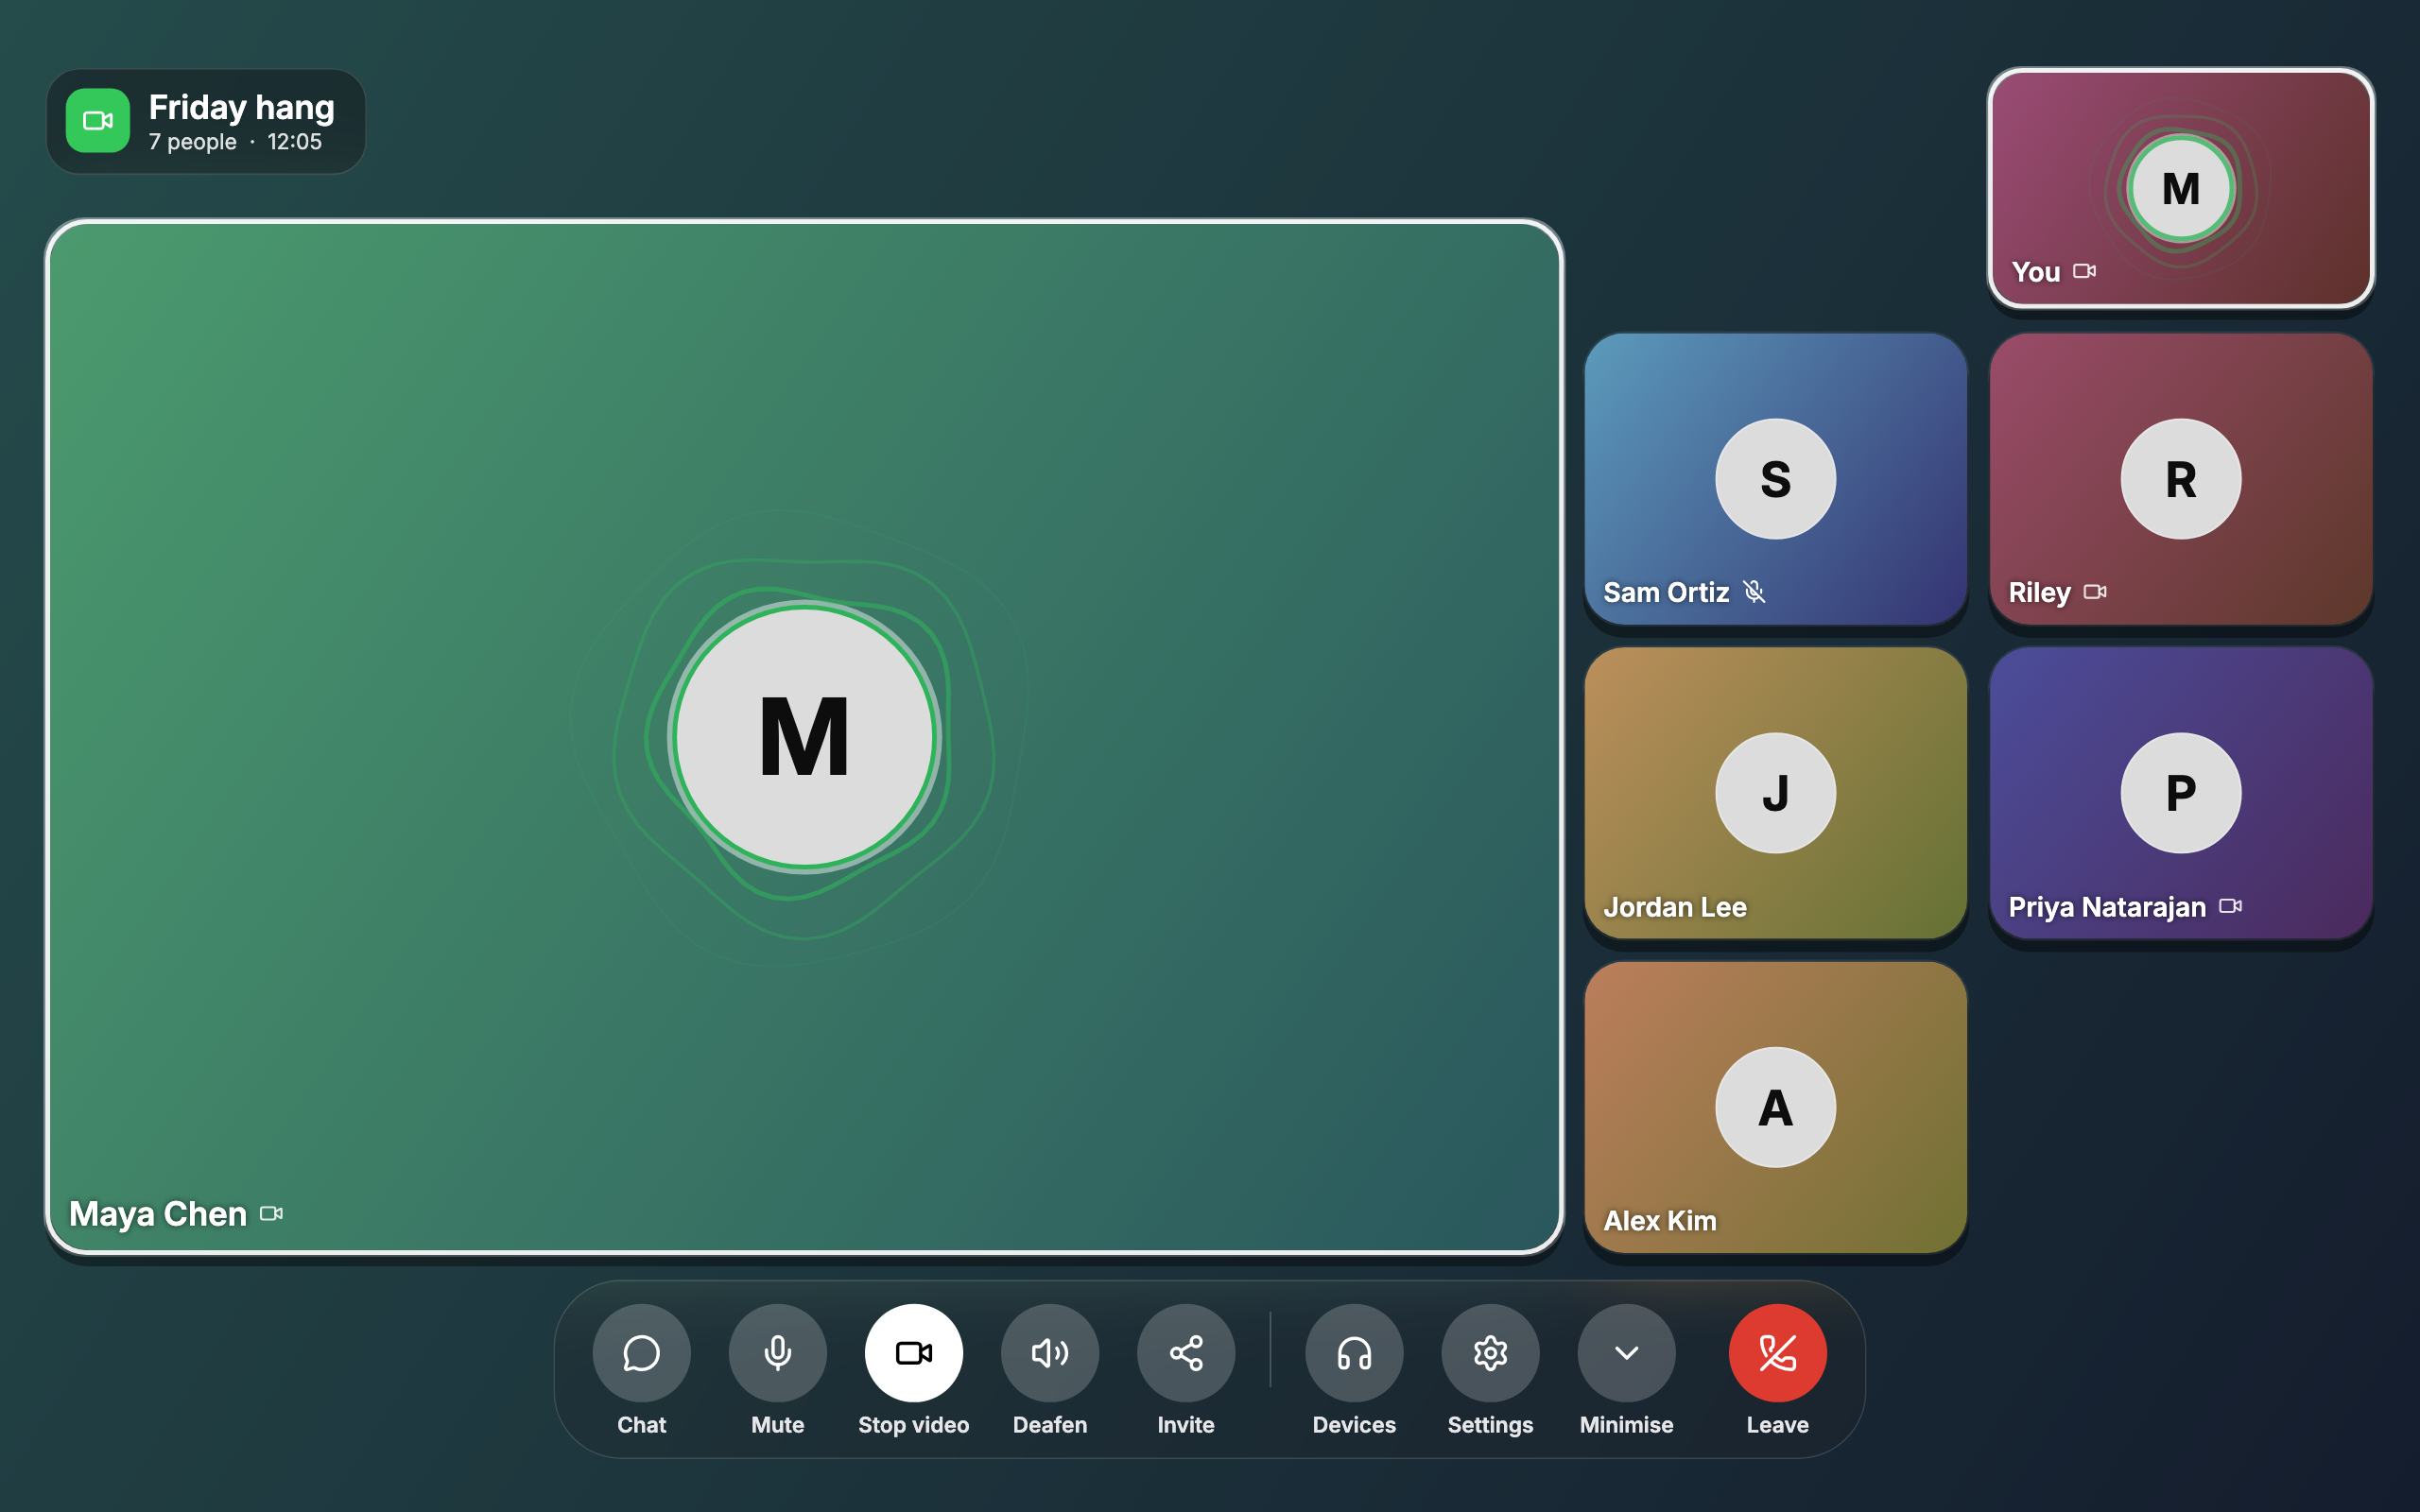 Friday hang
7 people · 12:05
M
You
M
Maya Chen
S
Sam Ortiz
R
Riley
J
Jordan Lee
P
Priya Natarajan
A
Alex Kim
Chat
Mute
Stop video
Deafen
Invite
Devices
Settings
Minimise
Leave